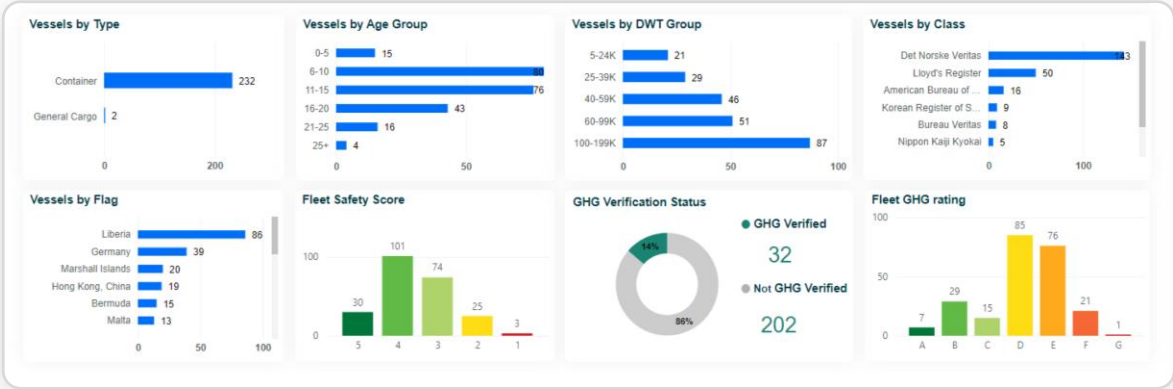 Vessels by Type
Container 232
General Cargo 2
0 200
Vessels by Age Group
0-5 15
6-10 80
11-15 76
16-20 43
21-25 16
25+ 4
0 50
Vessels by DWT Group
5-24K 21
25-39K 29
40-59K 46
60-99K 51
100-199K 87
0 50 100
Vessels by Class
Det Norske Veritas 143
Lloyd's Register 50
American Bureau of ... 16
Korean Register of S... 9
Bureau Veritas 8
Nippon Kaiji Kyokai 5
0 100
Vessels by Flag
Liberia 86
Germany 39
Marshall Islands 20
Hong Kong, China 19
Bermuda 15
Malta 13
0 50 100
Fleet Safety Score
101
100 74
30 25 3
0
5 4 3 2 1
GHG Verification Status
14%
86%
GHG Verified
32
Not GHG Verified
202
Fleet GHG rating
100
85
76
50
29
21
15
7 1
0
A B C D E F G